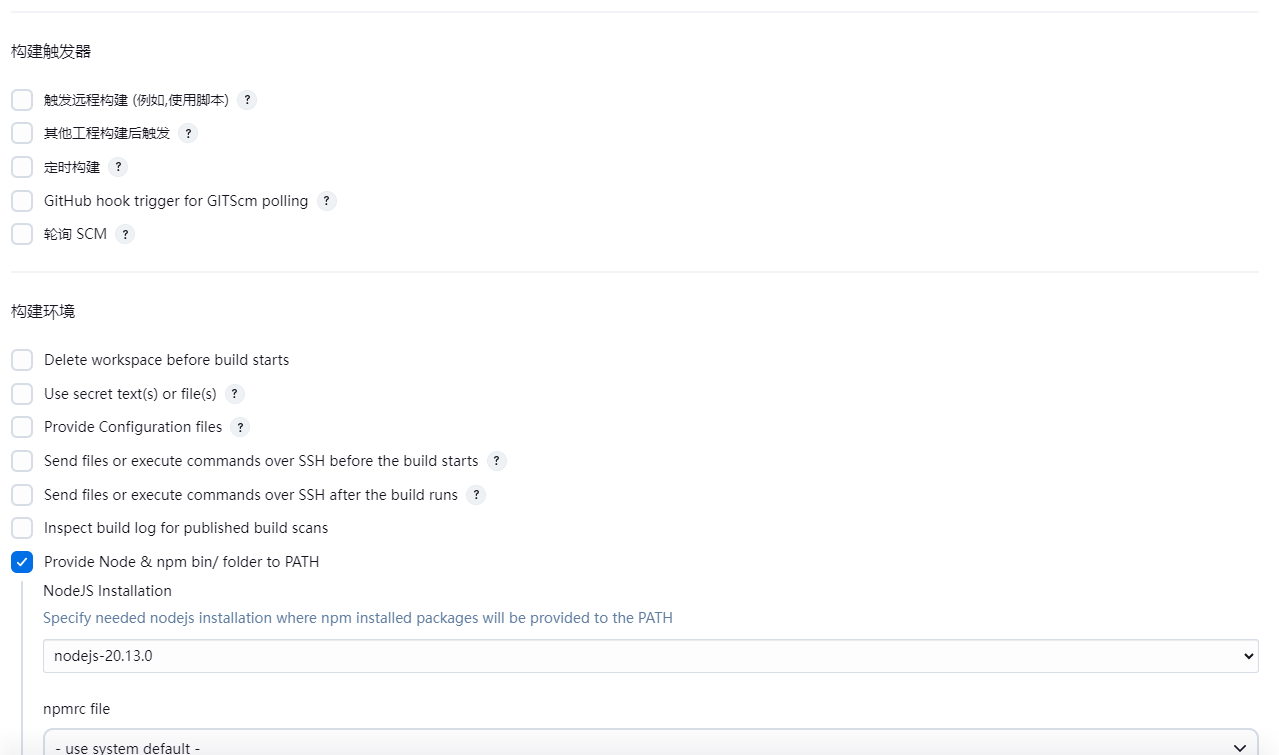 构建触发器
触发远程构建 (例如,使用脚本) ?
其他工程构建后触发 ?
定时构建 ?
GitHub hook trigger for GITScm polling ?
轮询 SCM ?
构建环境
Delete workspace before build starts
Use secret text(s) or file(s) ?
Provide Configuration files ?
Send files or execute commands over SSH before the build starts ?
Send files or execute commands over SSH after the build runs ?
Inspect build log for published build scans
Provide Node & npm bin/ folder to PATH
NodeJS Installation
Specify needed nodejs installation where npm installed packages will be provided to the PATH
nodejs-20.13.0
npmrc file
- use system default -